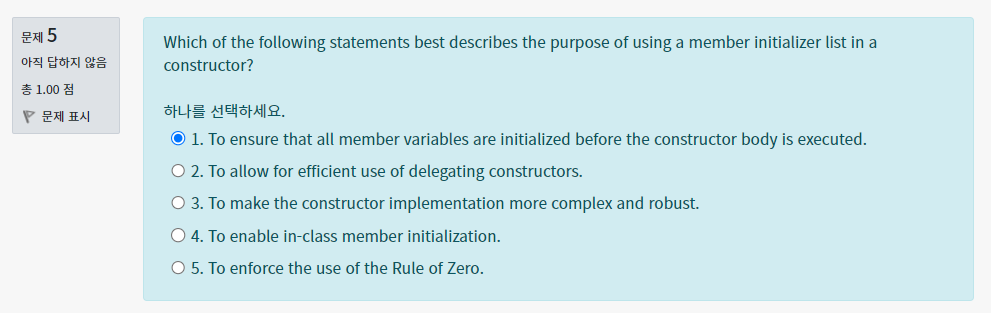 문제 5
아직 답하지 않음
총 1.00 점
문제 표시
Which of the following statements best describes the purpose of using a member initializer list in a
constructor?
하나를 선택하세요.
1. To ensure that all member variables are initialized before the constructor body is executed.
2. To allow for efficient use of delegating constructors.
3. To make the constructor implementation more complex and robust.
4. To enable in-class member initialization.
5. To enforce the use of the Rule of Zero.